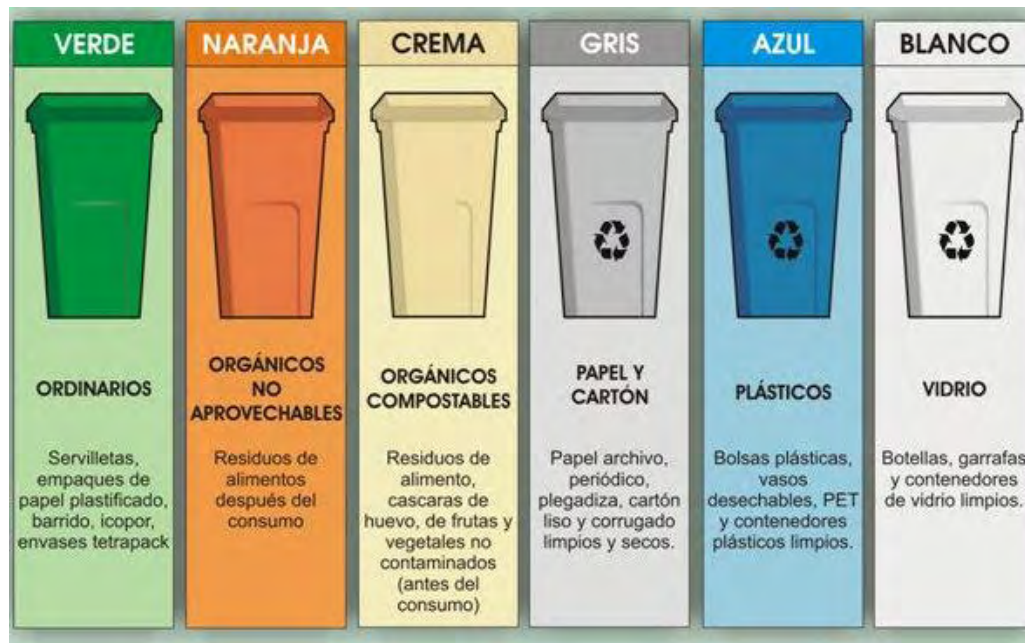 VERDE
ORDINARIOS
Servilletas,
empaques de
papel plastificado,
barrido, icopor,
envases tetrapack
NARANJA
ORGÁNICOS
NO
APROVECHABLES
Residuos de
alimentos
después del
consumo
CREMA
ORGÁNICOS
COMPOSTABLES
Residuos de
alimento,
cascaras de
huevo, de frutas y
vegetales no
contaminados
(antes del
consumo)
GRIS
PAPEL Y
CARTÓN
Papel archivo,
periódico,
plegadiza, cartón
liso y corrugado
limpios y secos.
AZUL
PLÁSTICOS
Bolsas plásticas,
vasos
desechables, PET
y contenedores
plásticos limpios.
BLANCO
VIDRIO
Botellas, garrafas
y contenedores
de vidrio limpios.